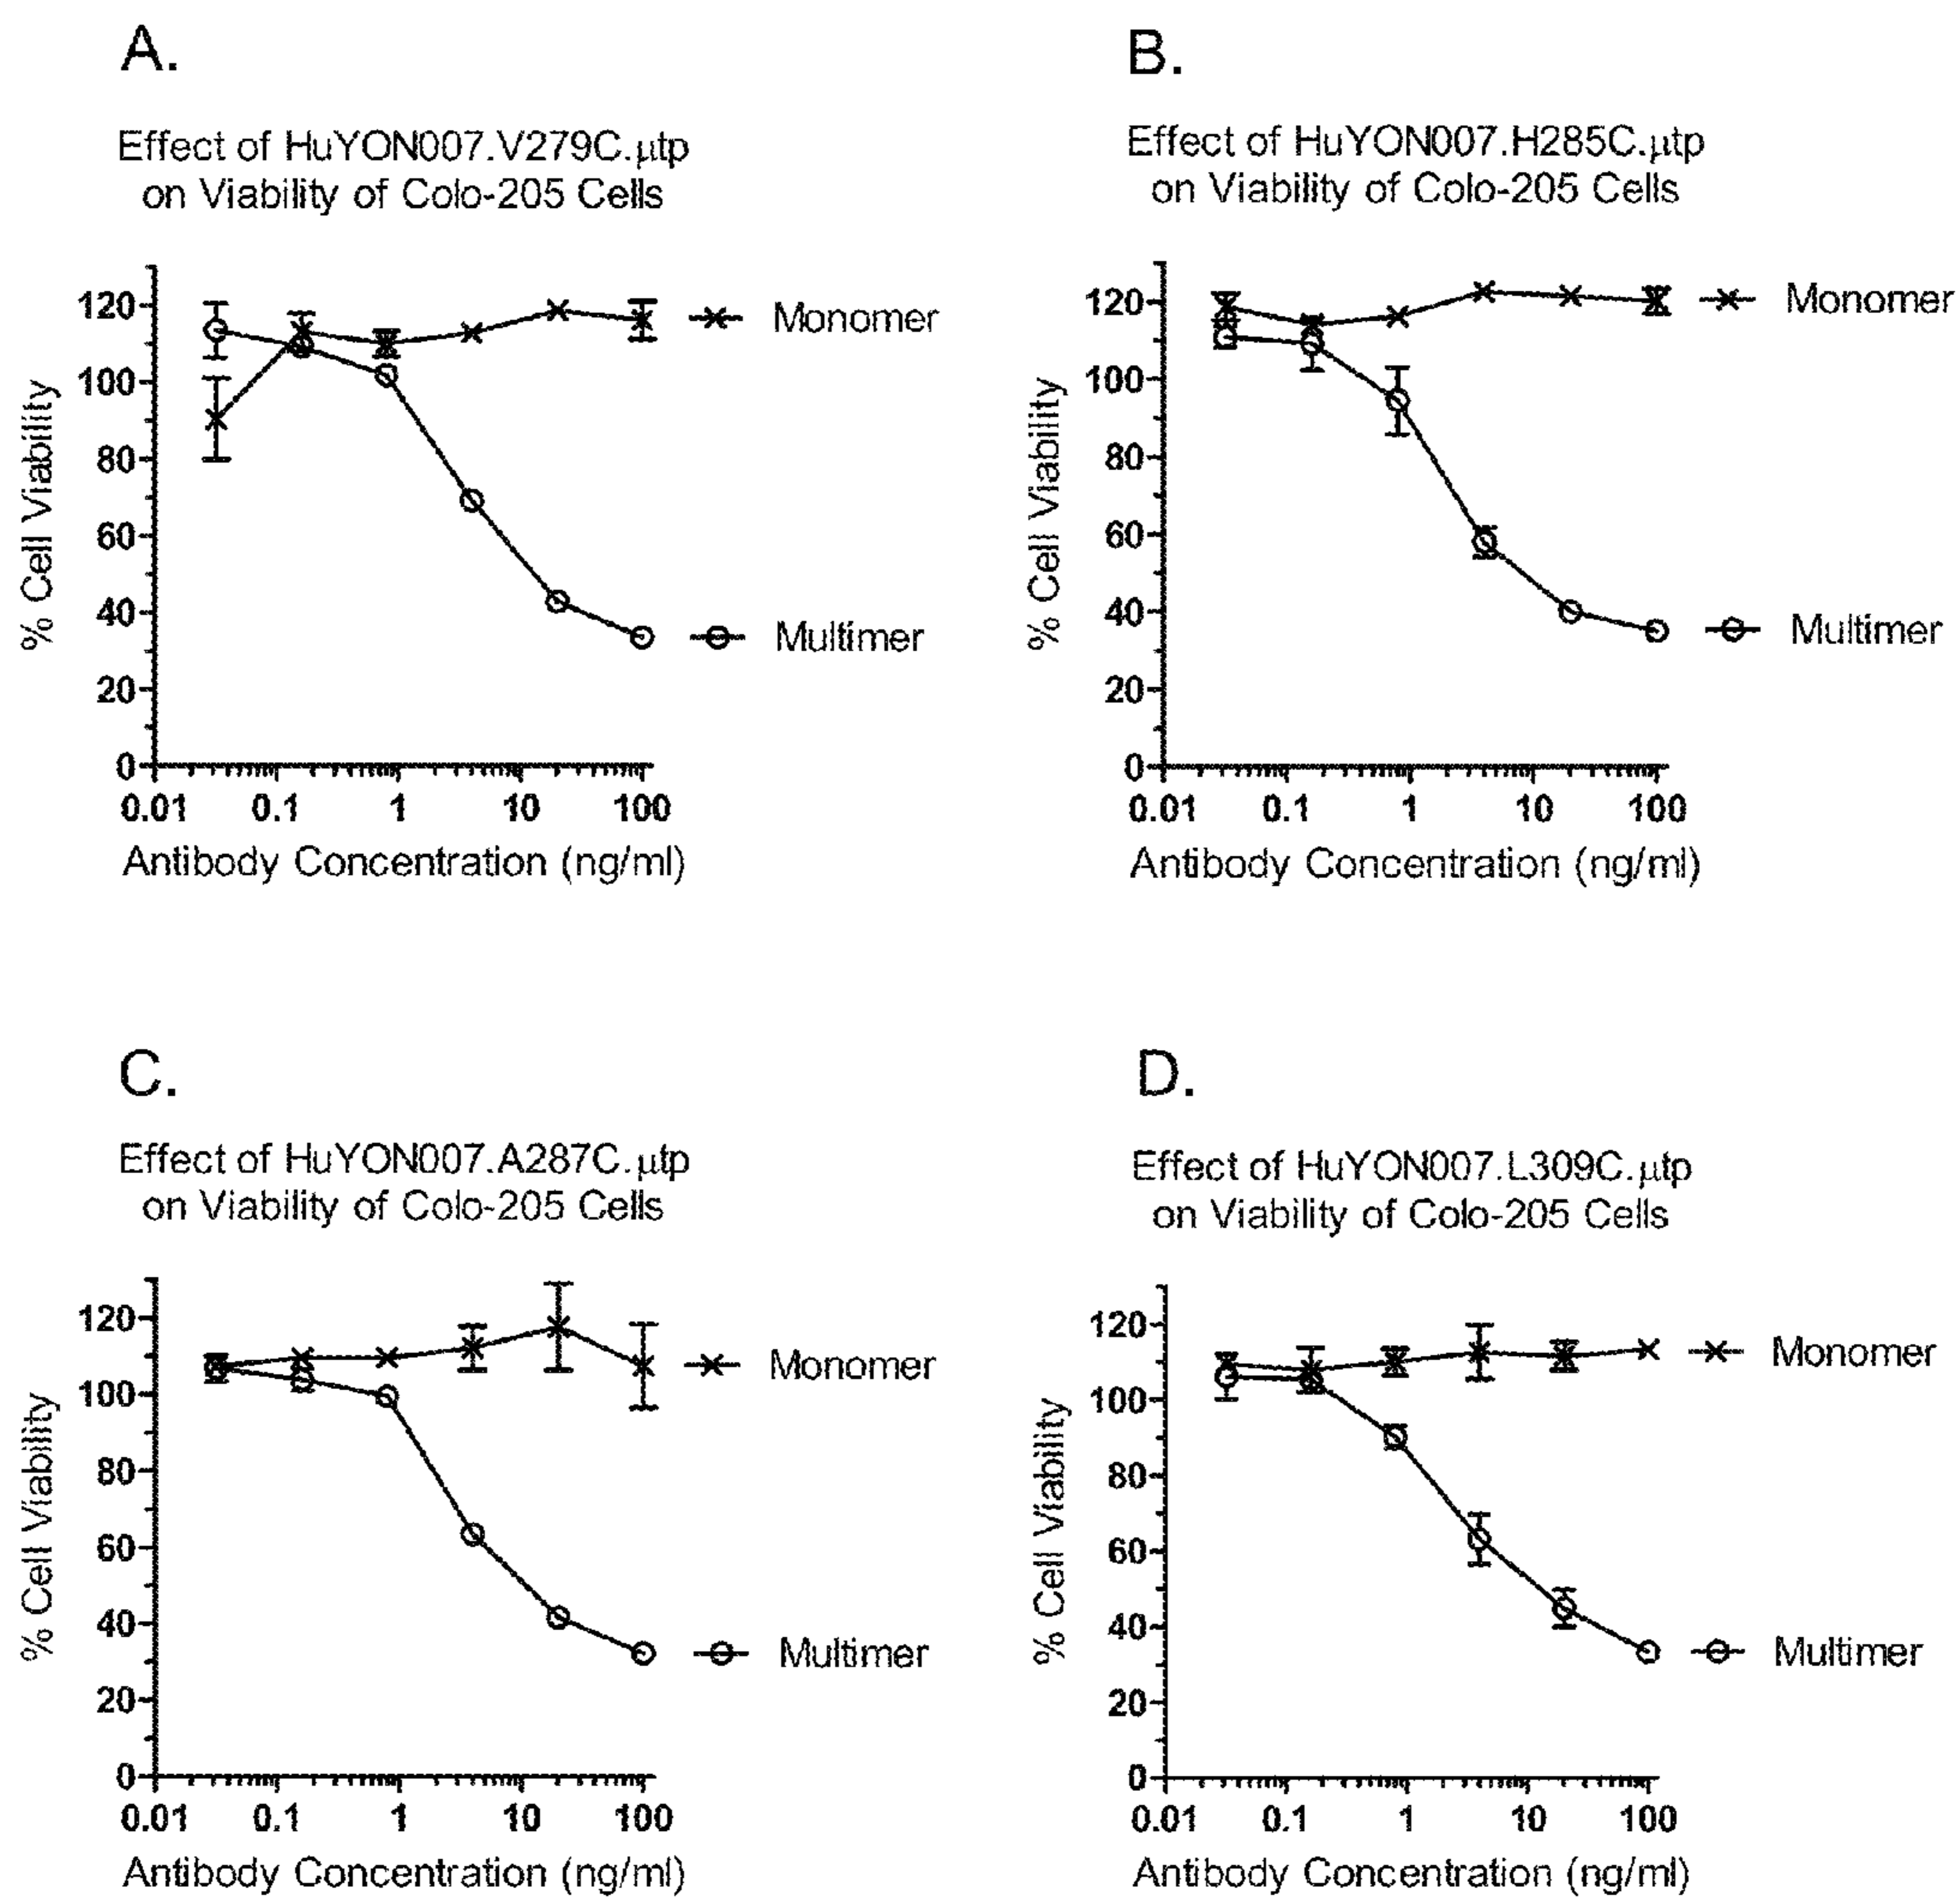 A.
Effect of HuYON007.V279C.µtp
on Viability of Colo-205 Cells
% Cell Viability
120
100
80
60
40
20
0
0.01 0.1 1 10 100
Antibody Concentration (ng/ml)
Monomer
Multimer
B.
Effect of HuYON007.H285C.µtp
on Viability of Colo-205 Cells
% Cell Viability
120
100
80
60
40
20
0
0.01 0.1 1 10 100
Antibody Concentration (ng/ml)
Monomer
Multimer
C.
Effect of HuYON007.A287C.µtp
on Viability of Colo-205 Cells
% Cell Viability
120
100
80
60
40
20
0
0.01 0.1 1 10 100
Antibody Concentration (ng/ml)
Monomer
Multimer
D.
Effect of HuYON007.L309C.µtp
on Viability of Colo-205 Cells
% Cell Viability
120
100
80
60
40
20
0
0.01 0.1 1 10 100
Antibody Concentration (ng/ml)
Monomer
Multimer